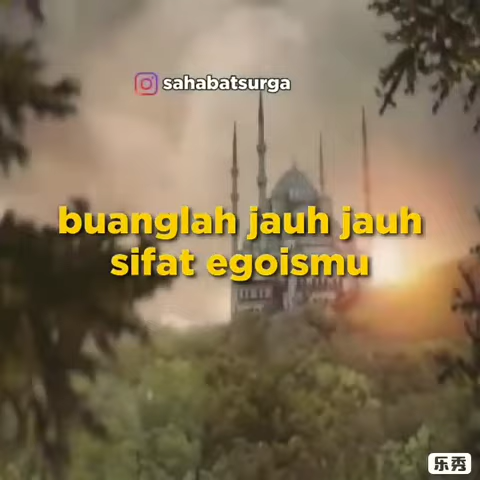 sahabatsurga
buanglah jauh jauh
sifat egoismu
乐秀